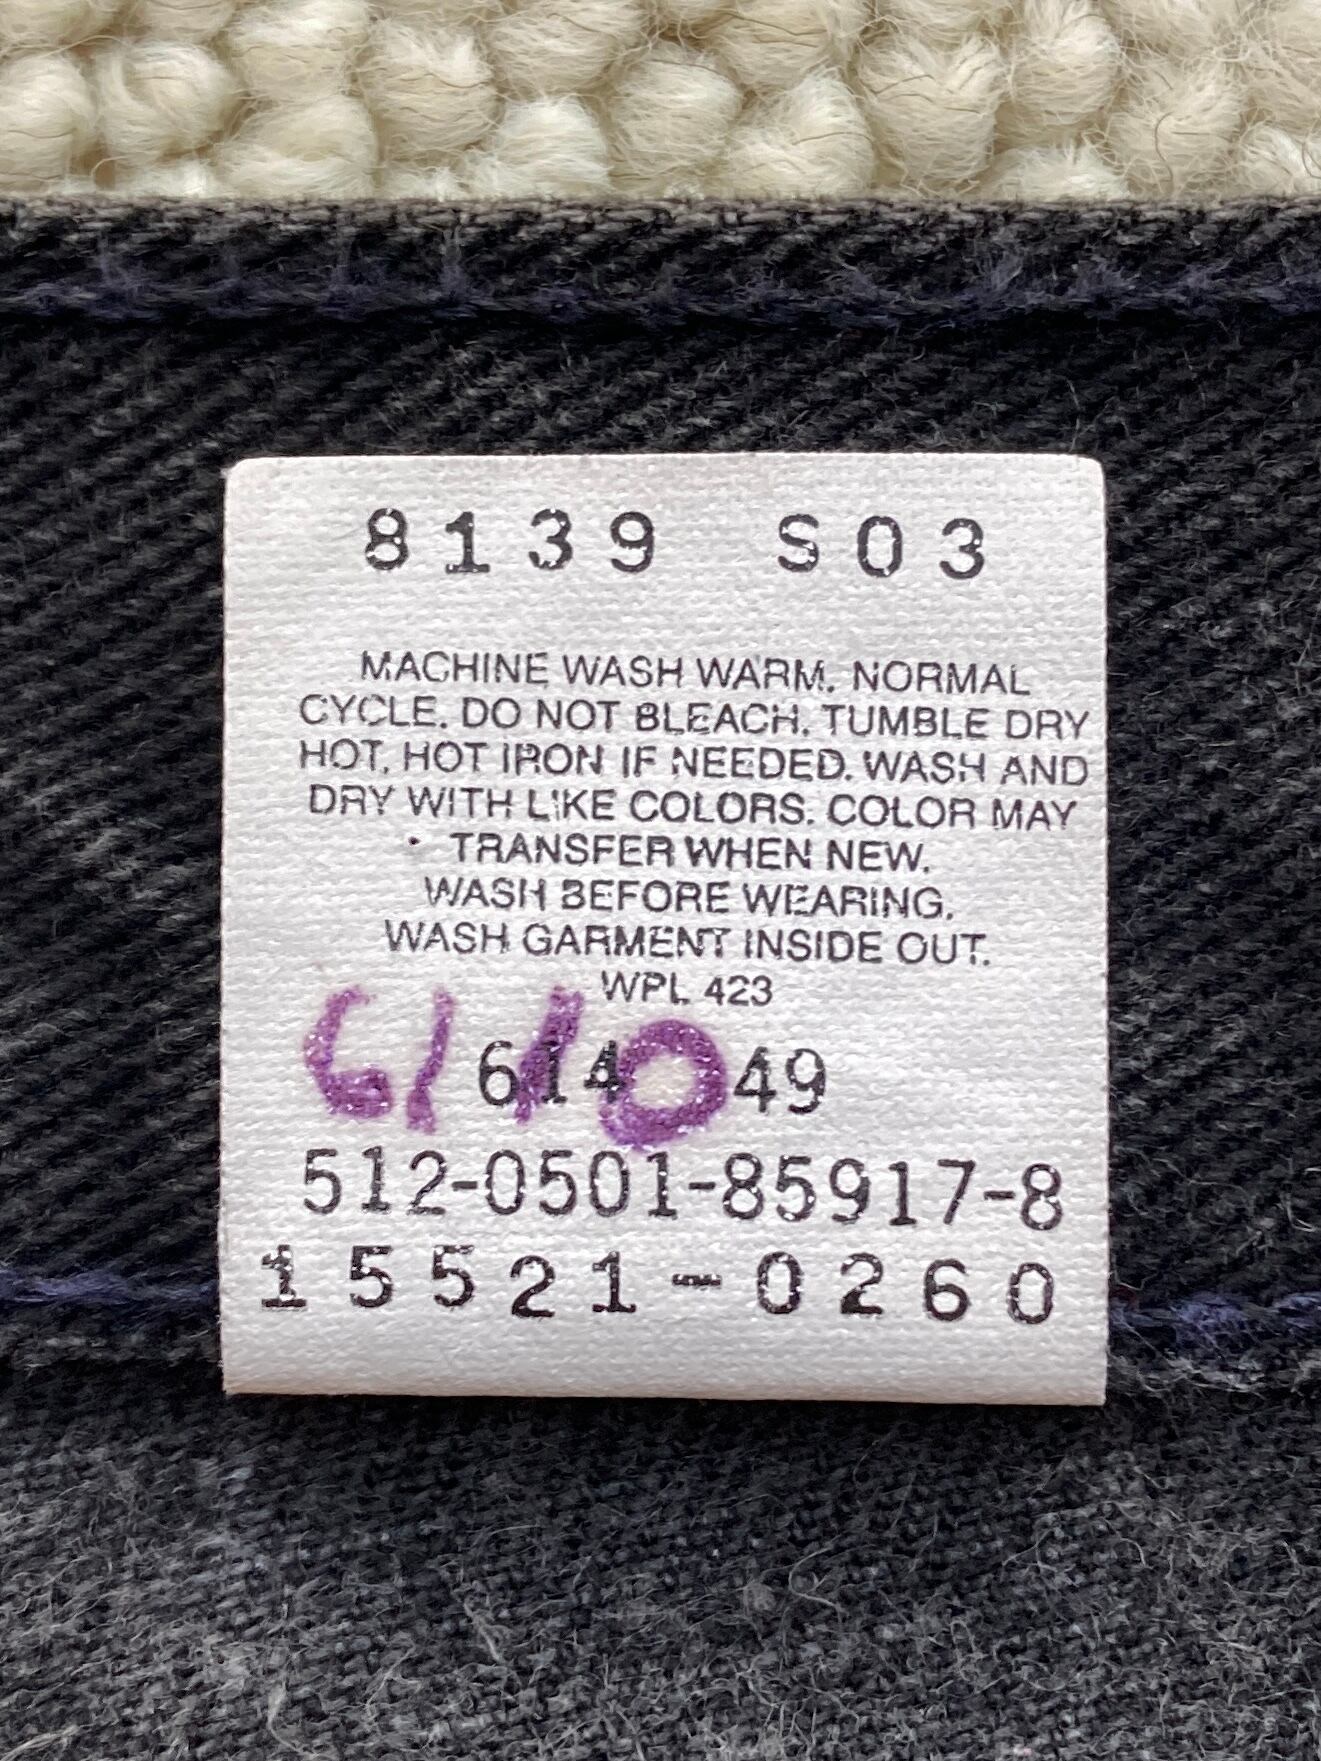 8139 S03
MACHINE WASH WARM. NORMAL
CYCLE. DO NOT BLEACH. TUMBLE DRY
HOT. HOT IRON IF NEEDED. WASH AND
DRY WITH LIKE COLORS. COLOR MAY
TRANSFER WHEN NEW.
WASH BEFORE WEARING.
WASH GARMENT INSIDE OUT.
WPL 423
61 10
614 49
512-0501-85917-8
15521-0260